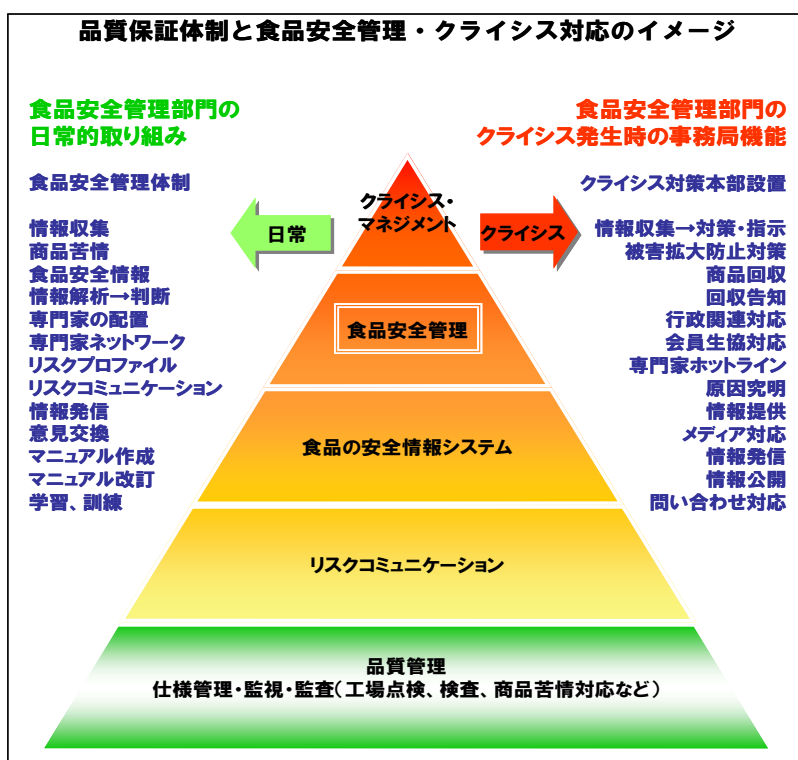 品質保証体制と食品安全管理・クライシス対応のイメージ
食品安全管理部門の
日常的取り組み
食品安全管理体制
情報収集
商品苦情
食品安全情報
情報解析→判断
専門家の配置
専門家ネットワーク
リスクプロファイル
リスクコミュニケーション
情報発信
意見交換
マニュアル作成
マニュアル改訂
学習、訓練
日常
クライシス・
マネジメント
クライシス
食品安全管理
食品の安全情報システム
リスクコミュニケーション
品質管理
仕様管理・監視・監査(工場点検、検査、商品苦情対応など)
食品安全管理部門の
クライシス発生時の事務局機能
クライシス対策本部設置
情報収集→対策・指示
被害拡大防止対策
商品回収
回収告知
行政関連対応
会員生協対応
専門家ホットライン
原因究明
情報提供
メディア対応
情報発信
情報公開
問い合わせ対応